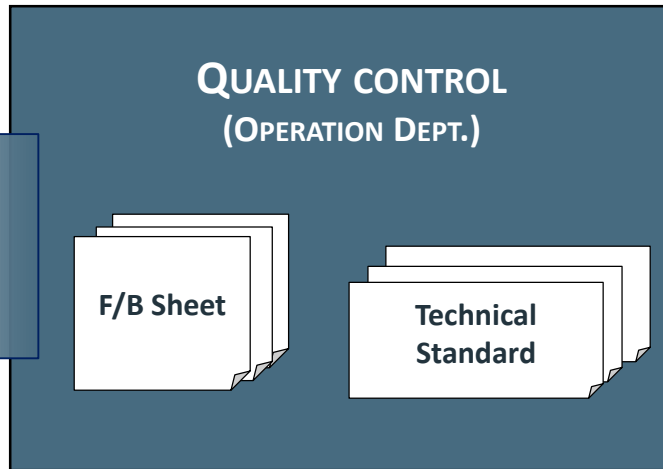 QUALITY CONTROL
(OPERATION DEPT.)
F/B Sheet
Technical
Standard